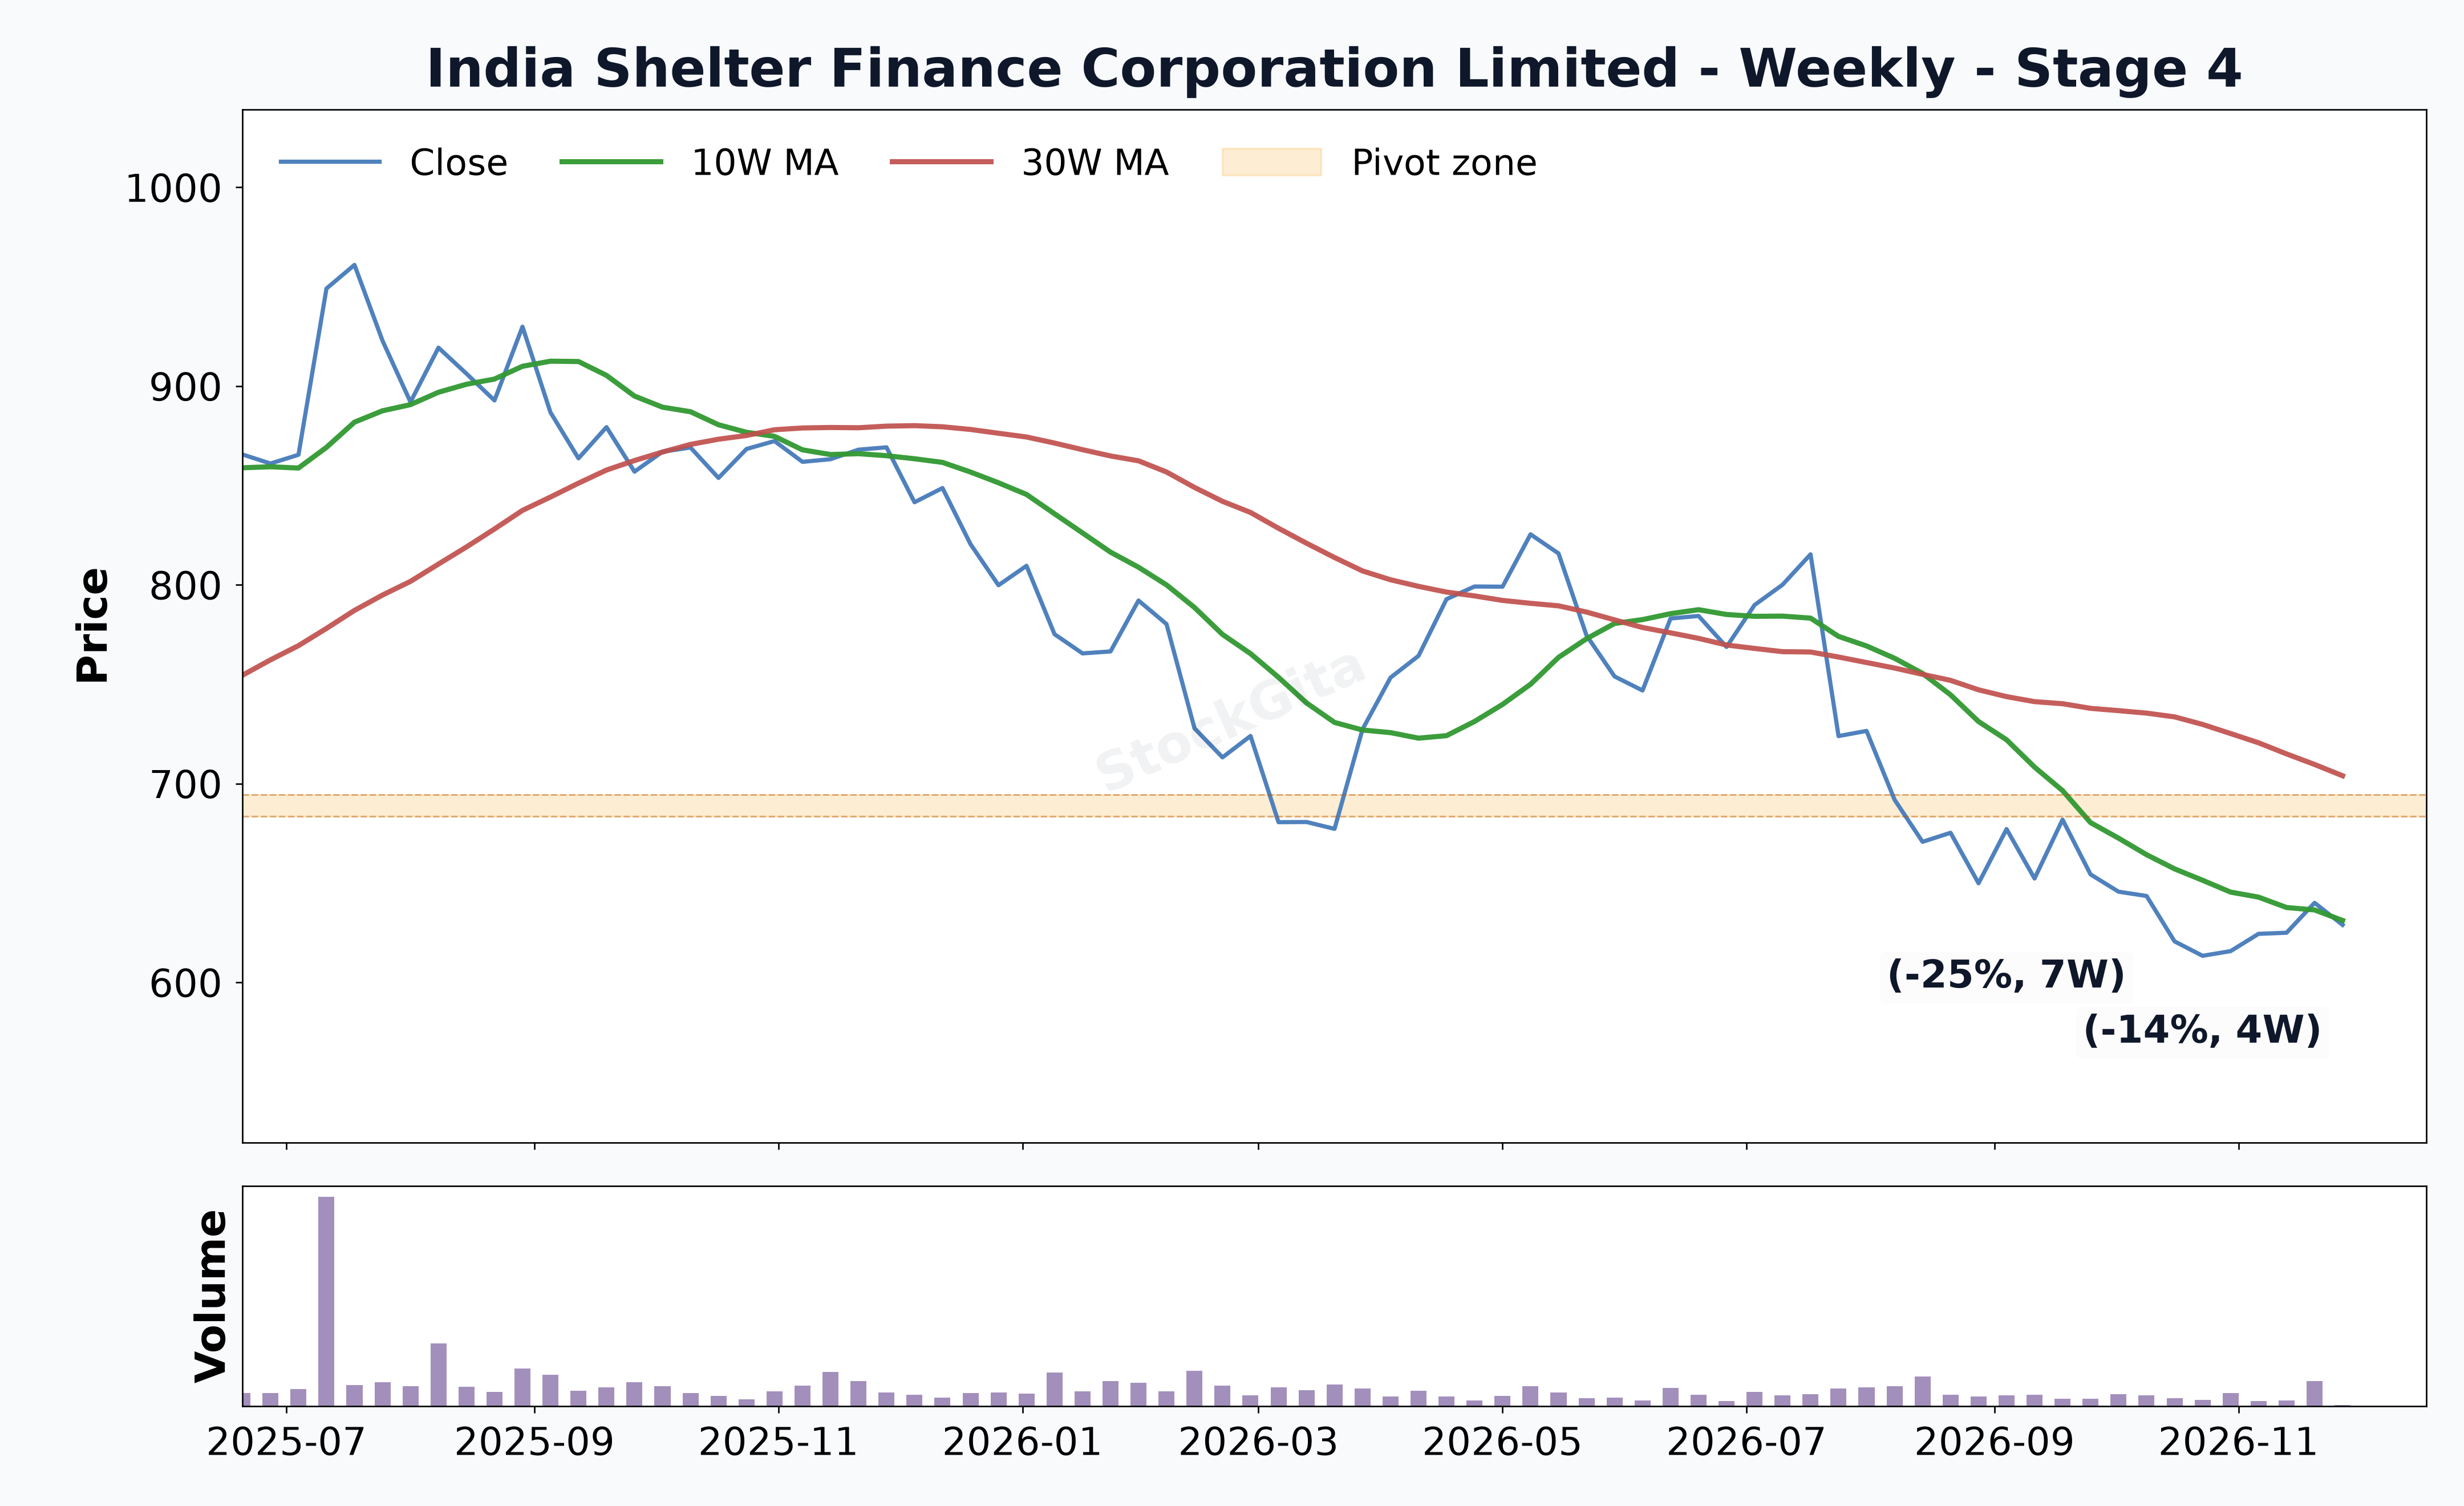 India Shelter Finance Corporation Limited - Weekly - Stage 4
Close
10W MA
30W MA
Pivot zone
1000
900
800
700
600
Price
StockGita
(-25%, 7W)
(-14%, 4W)
Volume
2025-07
2025-09
2025-11
2026-01
2026-03
2026-05
2026-07
2026-09
2026-11